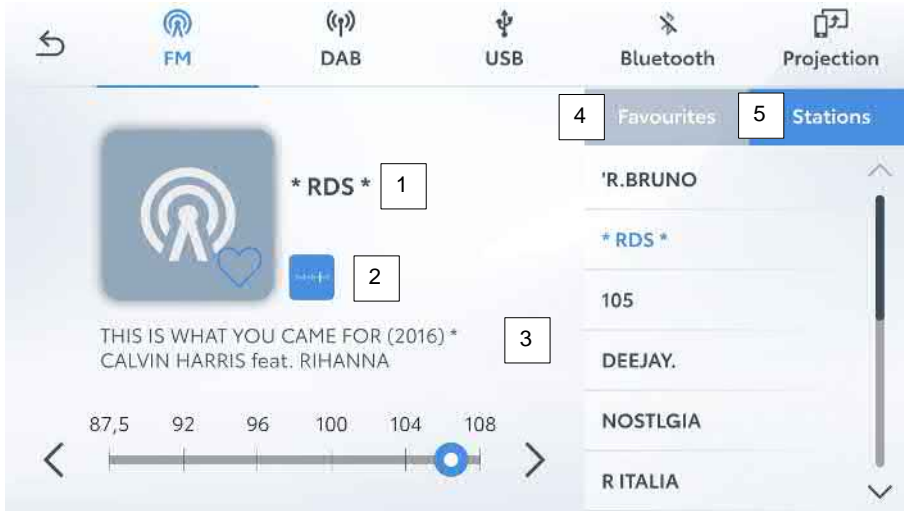 FM DAB USB Bluetooth Projection
4 Favourites 5 Stations
* RDS * 1
2
THIS IS WHAT YOU CAME FOR (2016) *
CALVIN HARRIS feat. RIHANNA
3
87,5 92 96 100 104 108
'R.BRUNO
* RDS *
105
DEEJAY.
NOSTLGIA
R ITALIA